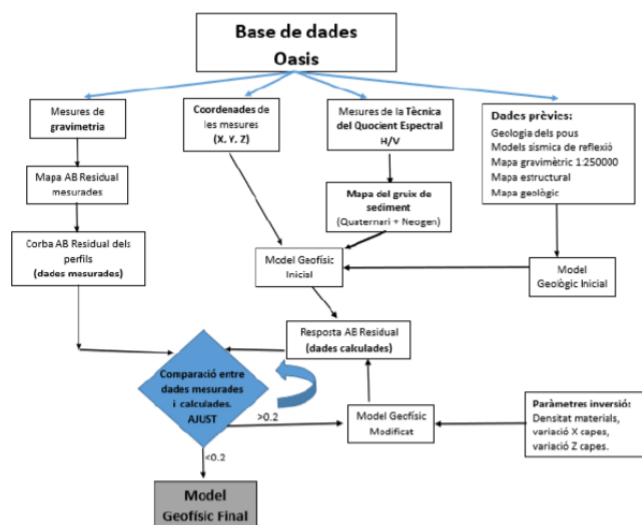 Base de dades
Oasis
Mesures de
gravimetria
Coordenades de
les mesures
(X, Y, Z)
Mesures de la Tècnica
del Quocient Espectral
H/V
Dades prèvies:
Geologia dels pous
Models sísmica de reflexió
Mapa gravimètric 1:250000
Mapa estructural
Mapa geològic
Mapa AB Residual
mesurades
Mapa del gruix de
sediment
(Quaternari + Neogen)
Corba AB Residual dels
perfils
(dades mesurades)
Model Geofísic
Inicial
Model
Geològic Inicial
Resposta AB Residual
(dades calculades)
Comparació entre
dades mesurades
i calculades.
AJUST
>0.2
Model Geofísic
Modificat
Paràmetres inversió:
Densitat materials,
variació X capes,
variació Z capes.
<0.2
Model
Geofísic Final